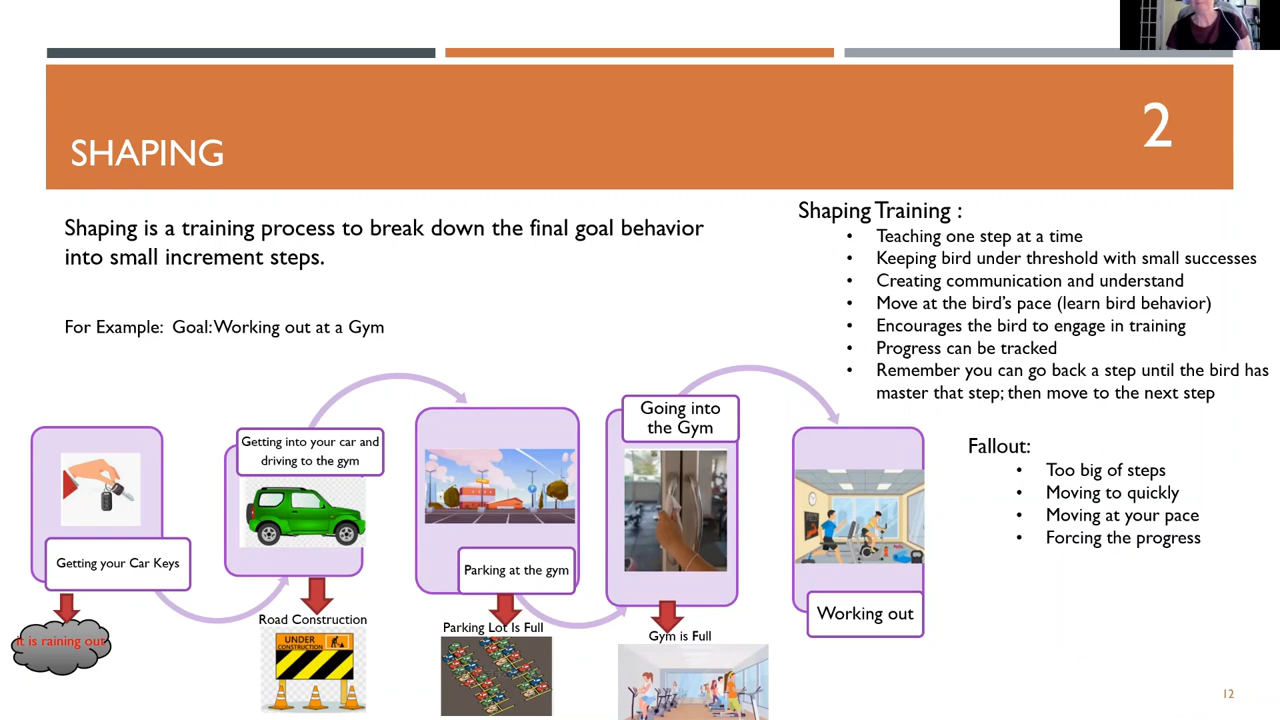 2
SHAPING
Shaping is a training process to break down the final goal behavior
into small increment steps.
For Example: Goal: Working out at a Gym
Shaping Training :
• Teaching one step at a time
• Keeping bird under threshold with small successes
• Creating communication and understand
• Move at the bird's pace (learn bird behavior)
• Encourages the bird to engage in training
• Progress can be tracked
• Remember you can go back a step until the bird has
master that step; then move to the next step
Fallout:
• Too big of steps
• Moving to quickly
• Moving at your pace
• Forcing the progress
Getting your Car Keys
Getting into your car and
driving to the gym
Parking at the gym
Going into
the Gym
Working out
it is raining out
Road Construction
UNDER
CONSTRUCTION
Parking Lot Is Full
Gym is Full
12